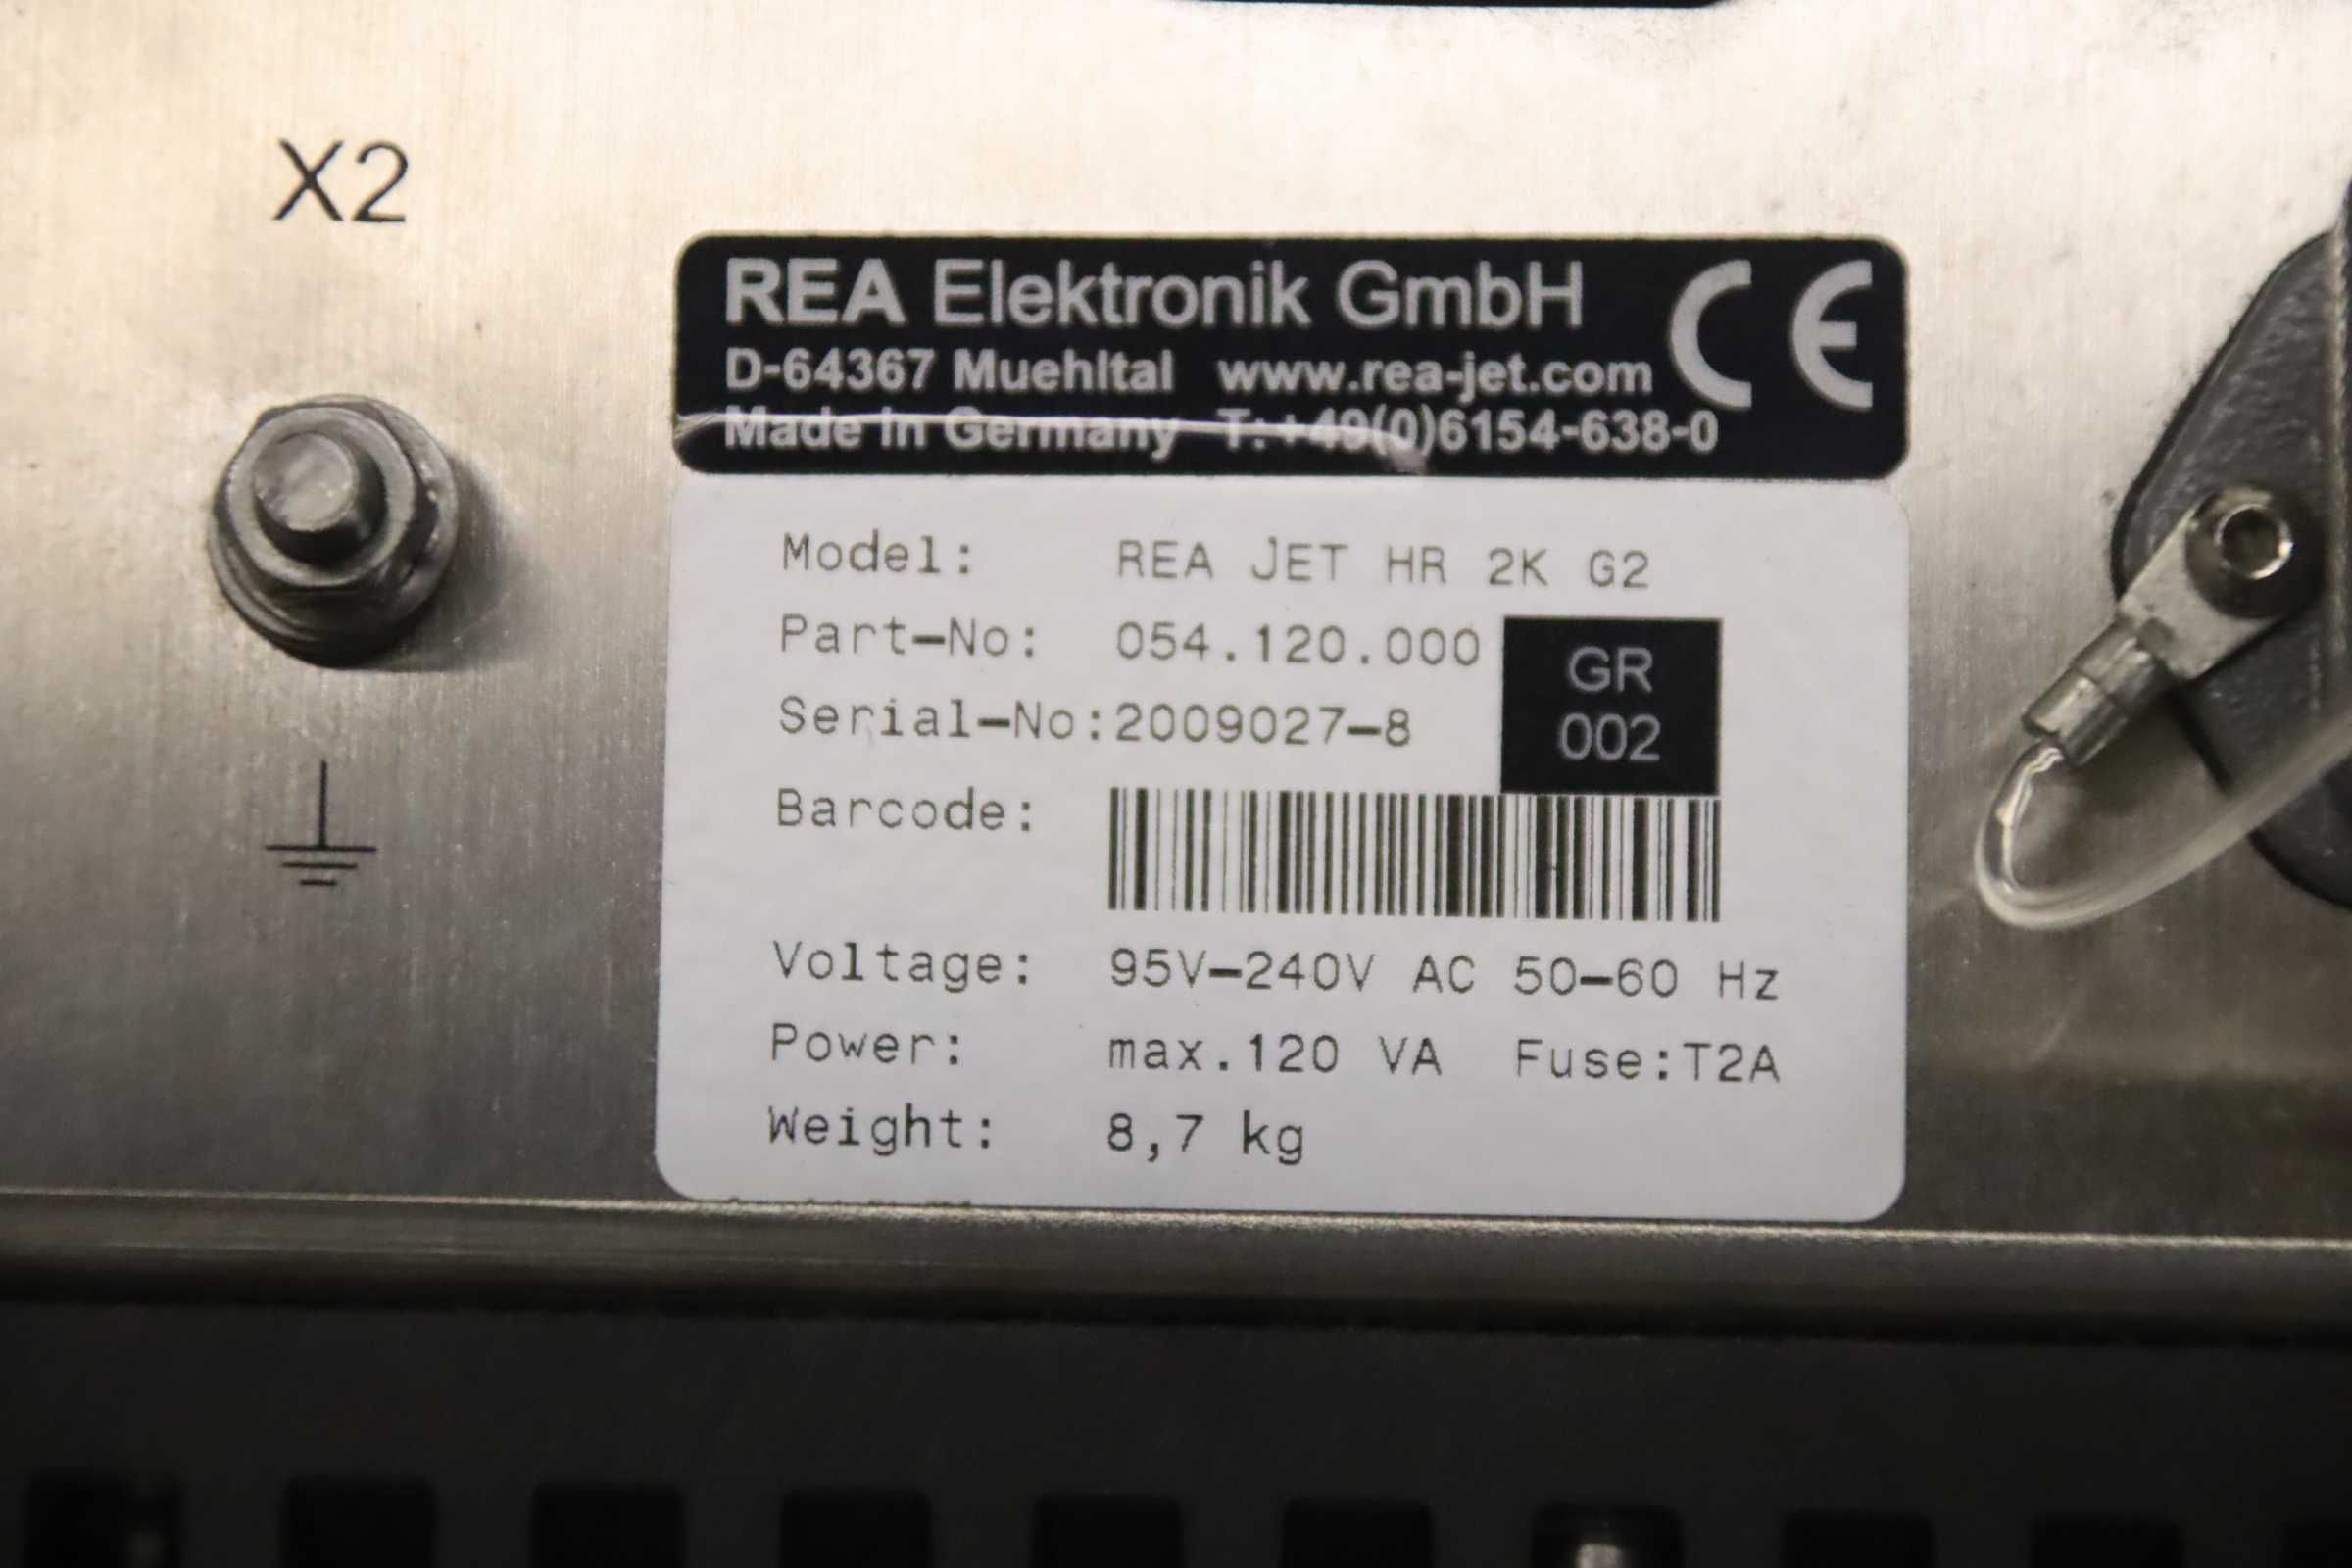 X2
REA Elektronik GmbH CE
D-64367 Muehltal www.rea-jet.com
Made in Germany T:+49(0)6154-638-0
Model: REA JET HR 2K G2
Part-No: 054.120.000
GR
002
Serial-No:2009027-8
Barcode:
Voltage: 95V-240V AC 50-60 Hz
Power: max.120 VA Fuse:T2A
Weight: 8,7 kg